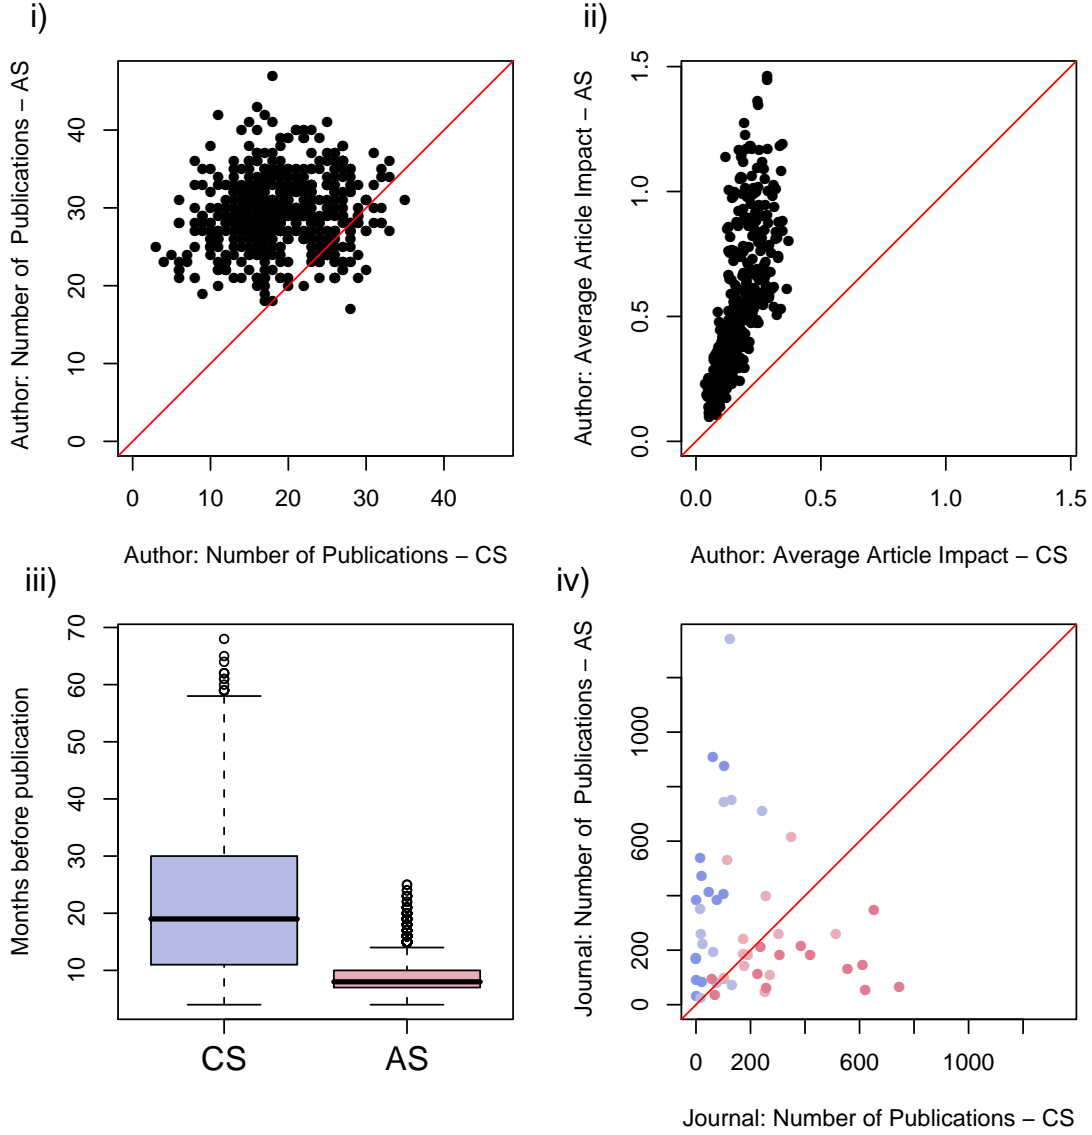 i)
Author: Number of Publications – AS
40
30
20
10
0
0 10 20 30 40
Author: Number of Publications – CS
ii)
Author: Average Article Impact – AS
1.5
1.0
0.5
0.0
0.0 0.5 1.0 1.5
Author: Average Article Impact – CS
iii)
Months before publication
70
60
50
40
30
20
10
CS AS
iv)
Journal: Number of Publications – AS
1000
600
200
0
0 200 600 1000
Journal: Number of Publications – CS